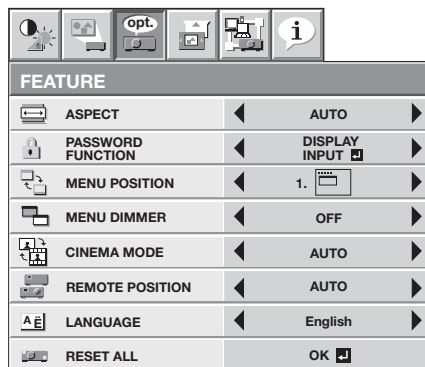 opt.
i
FEATURE
ASPECT AUTO
PASSWORD FUNCTION DISPLAY INPUT
MENU POSITION 1.
MENU DIMMER OFF
CINEMA MODE AUTO
REMOTE POSITION AUTO
A Ë LANGUAGE English
RESET ALL OK